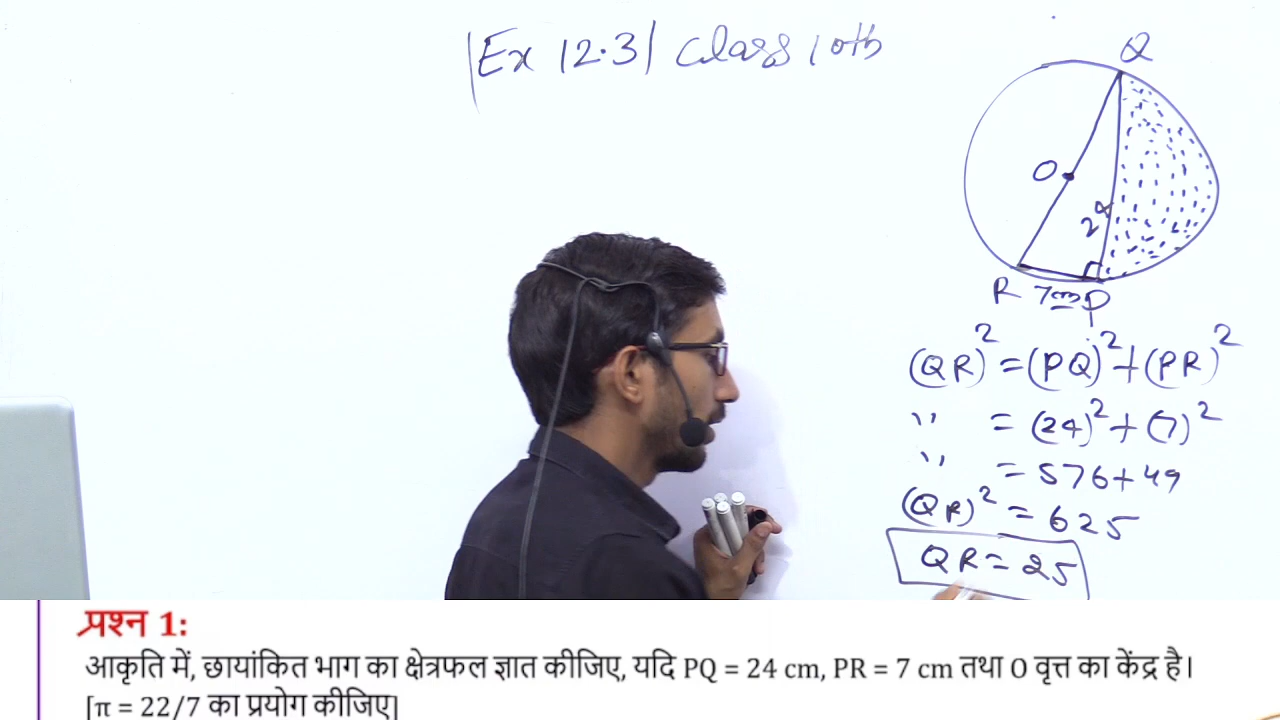 |Ex 12.3| Class 10th
Q
O
24
R 7cm P
(QR)² = (PQ)² + (PR)²
" = (24)² + (7)²
" = 576 + 49
(QR)² = 625
QR = 25
प्रश्न 1:
आकृति में, छायांकित भाग का क्षेत्रफल ज्ञात कीजिए, यदि PQ = 24 cm, PR = 7 cm तथा O वृत्त का केंद्र है।
[π = 22/7 का प्रयोग कीजिए]